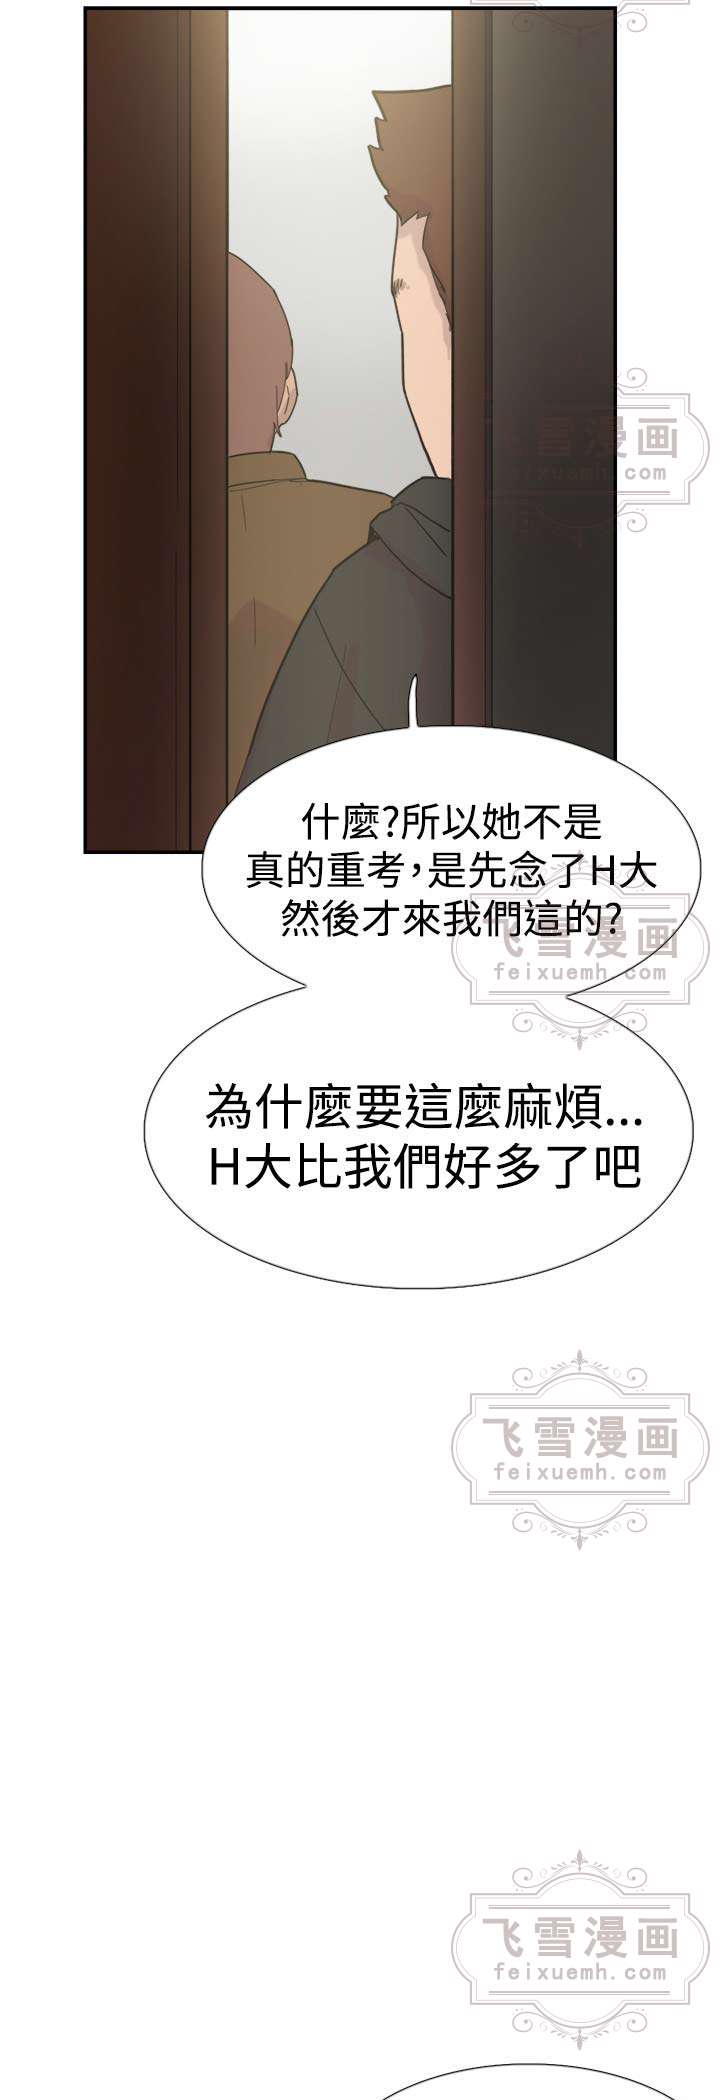 飞雪漫画
feixuemh.com
什麼?所以她不是
真的重考,是先念了H大
然後才來我們這的?
飞雪漫画
feixuemh.com
為什麼要這麼麻煩...
H大比我們好多了吧
飞雪漫画
feixuemh.com
飞雪漫画
feixuemh.com